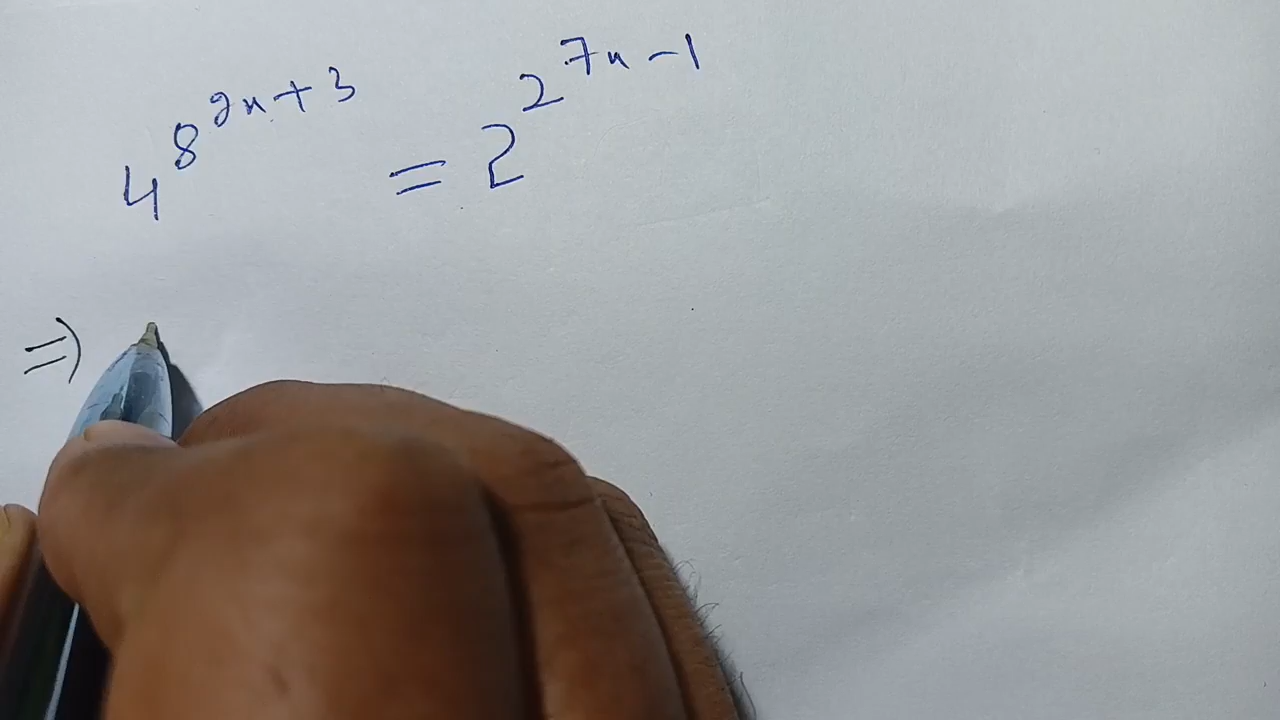 4^8^2x+3 = 2^2^7x-1
⇒